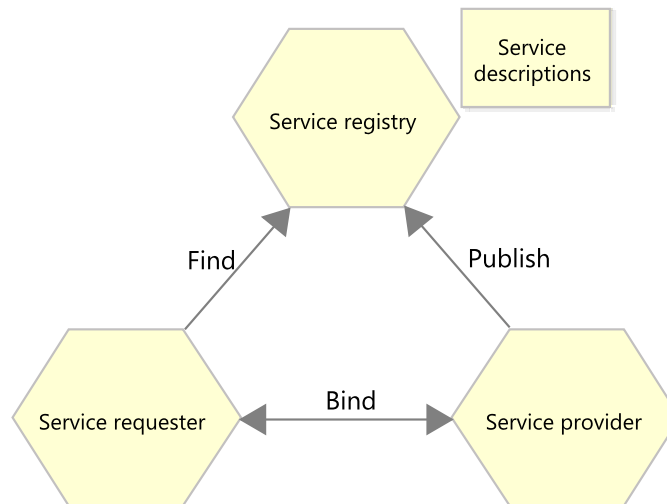 Service
descriptions
Service registry
Find
Publish
Bind
Service requester
Service provider